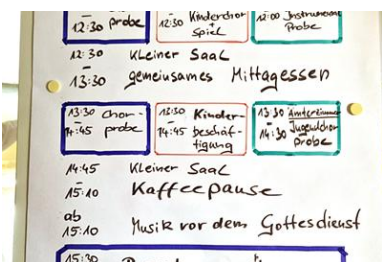 12:30 probe
12:30 Kinderchor
+
Spiel
12:00
Probe
12:30 Kleiner Saal
-
13:30 gemeinsames Mittagessen
13:30 Chor-
14:45 probe
13:30 Kinder-
14:45 beschäf-
tigung
13:30
14:30 Jugendchor
Probe
14:45 Kleiner Saal
-
15:10 Kaffeepause
ab
15:10 Musik vor dem Gottesdienst
15:30